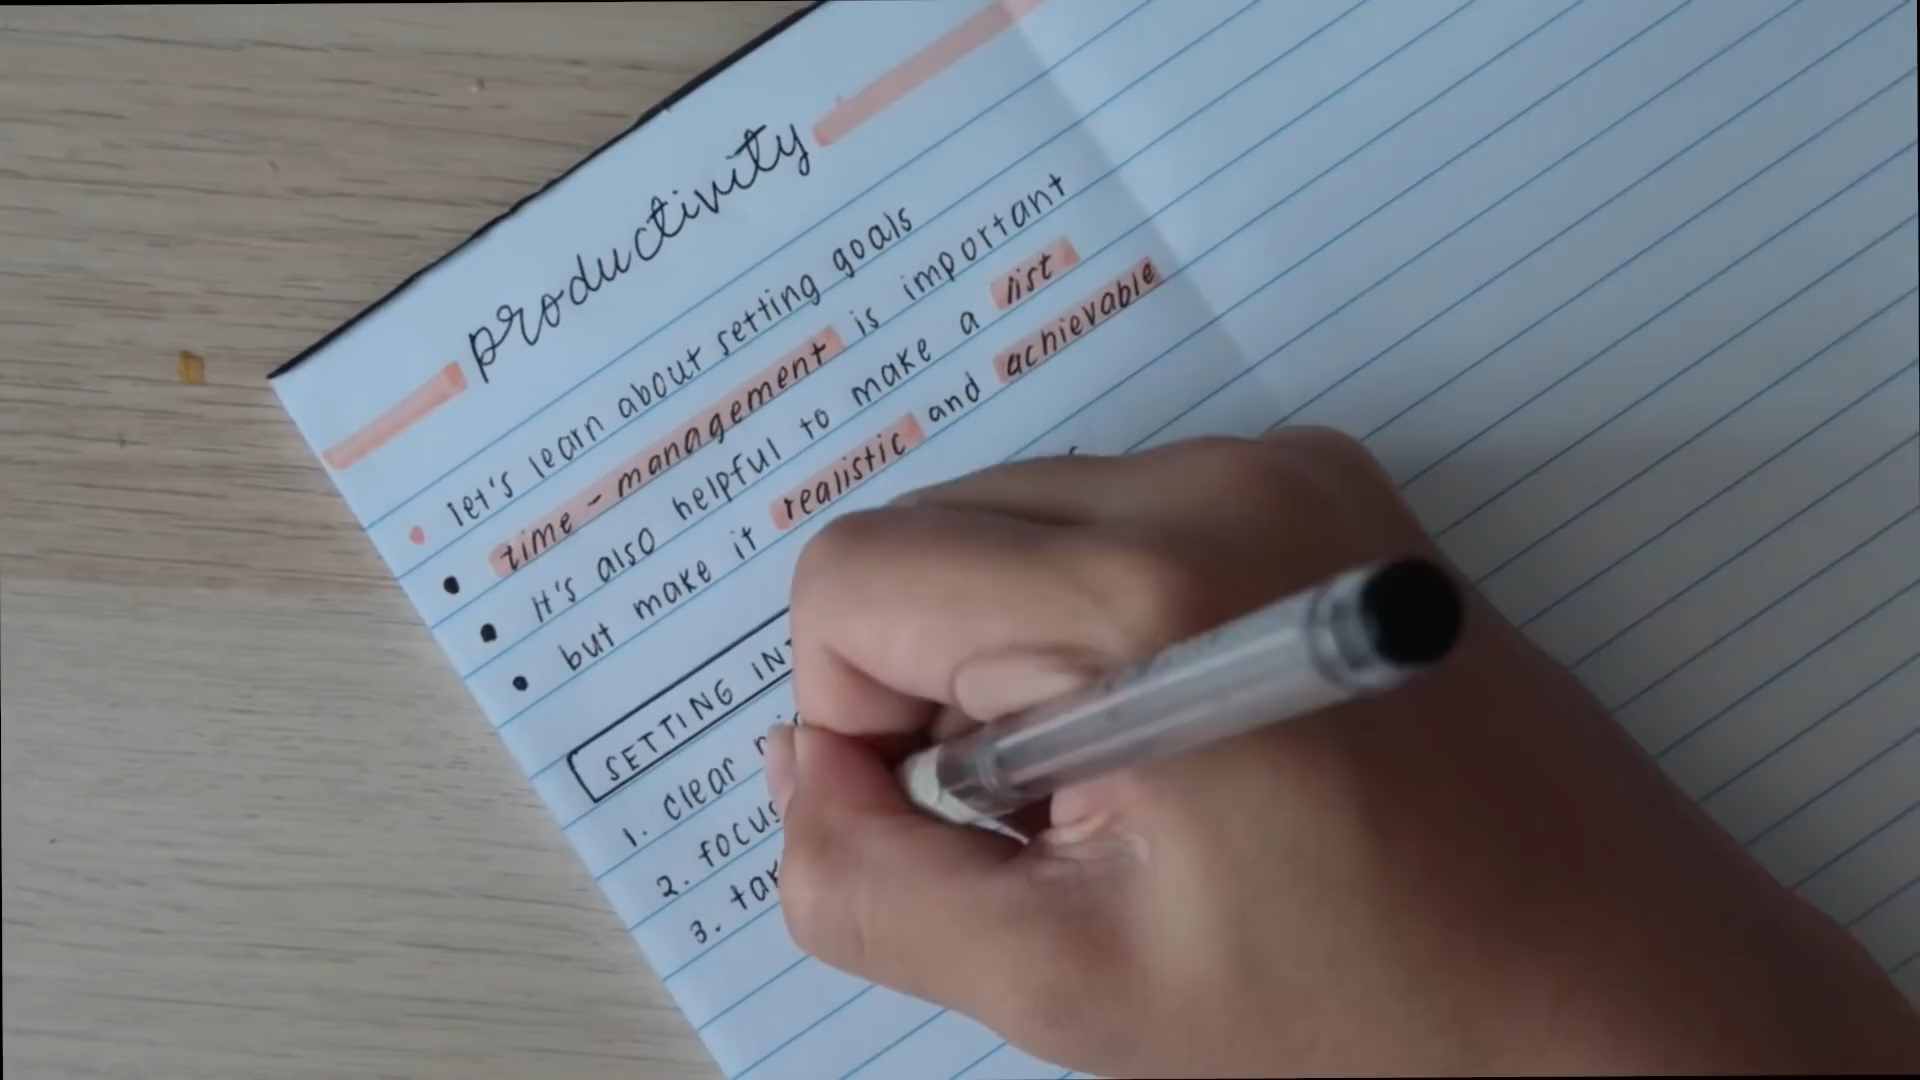 productivity
let's learn about setting goals
time-management is important
it's also helpful to make a list
but make it realistic and achievable
SETTING
1. clear
2. focus
3.